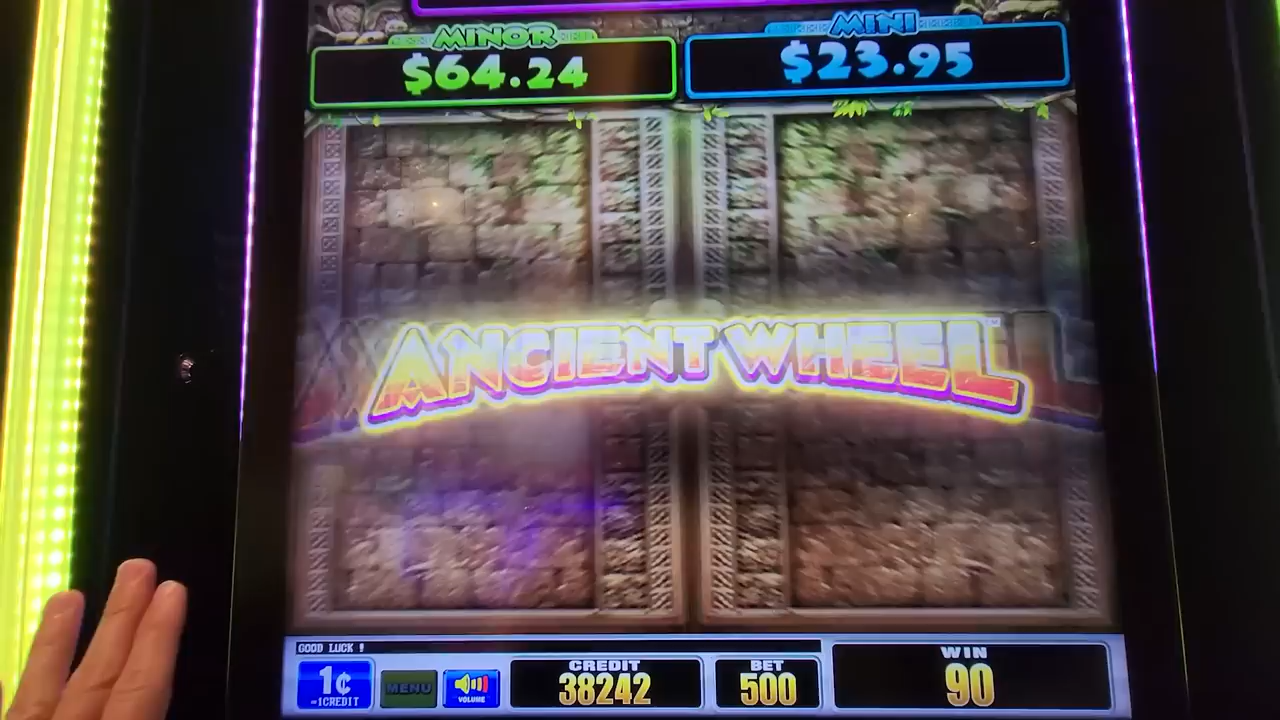 MINOR
$64.24
MINI
$23.95
ANCIENT WHEEL
GOOD LUCK !
1¢
=1CREDIT
MENU
VOLUME
CREDIT
38242
BET
500
WIN
90